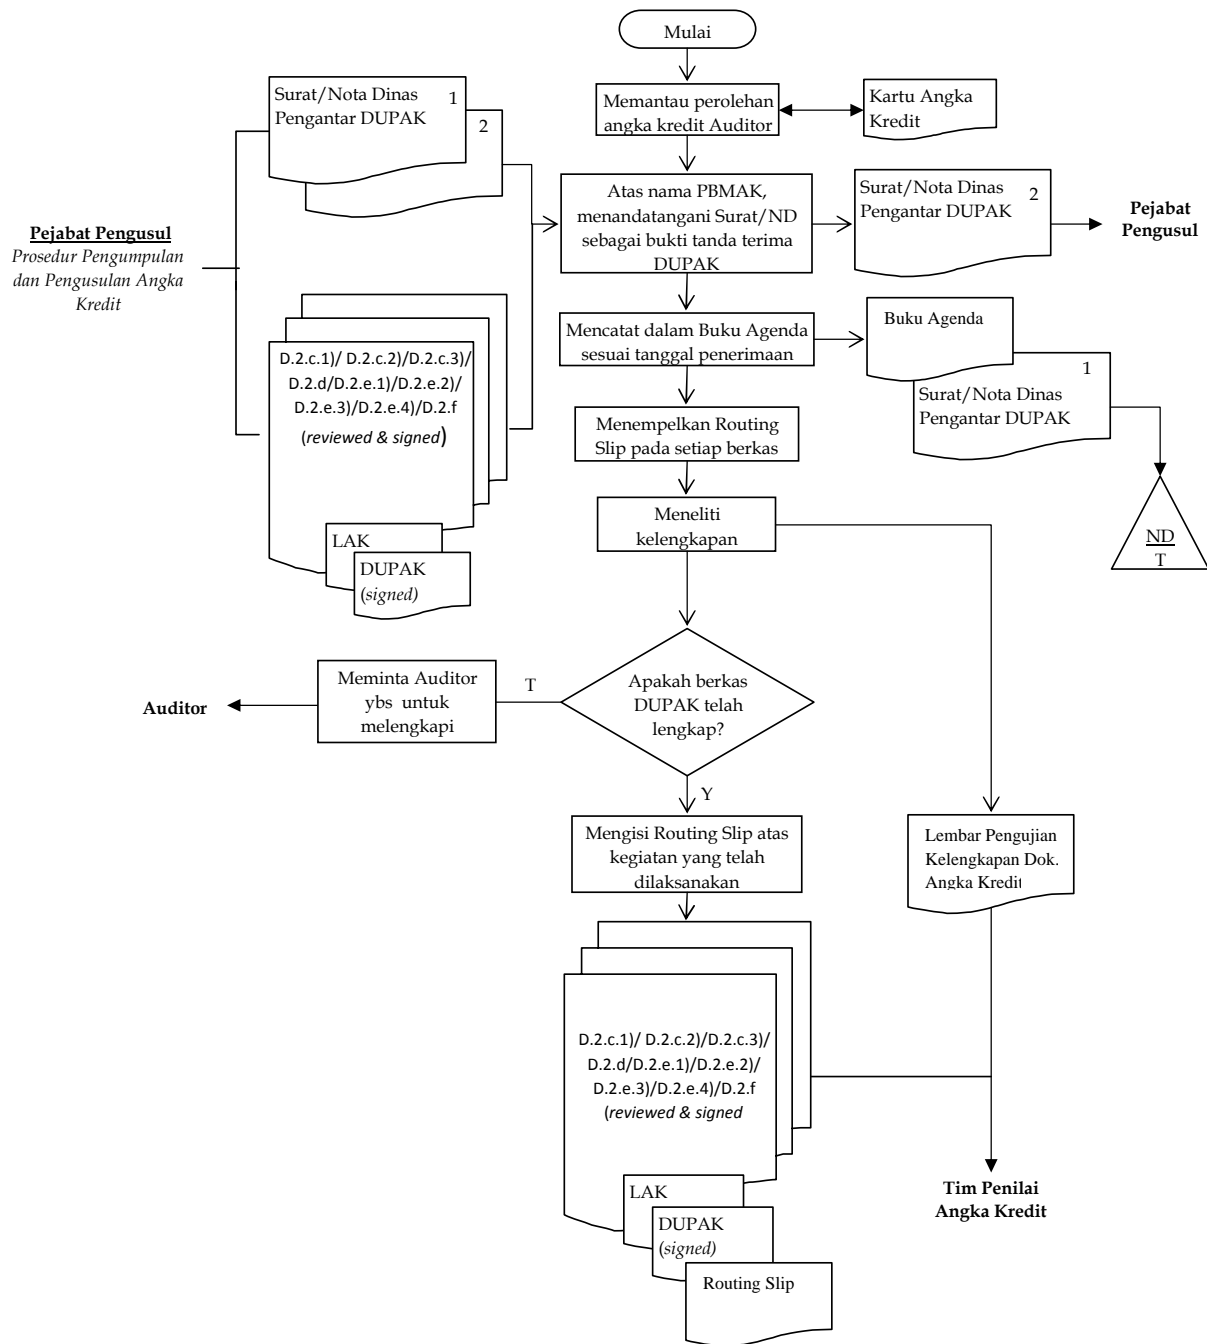 Mulai
Surat/Nota Dinas 1
Pengantar DUPAK
2
Memantau perolehan
angka kredit Auditor
Kartu Angka
Kredit
Pejabat Pengusul
Prosedur Pengumpulan
dan Pengusulan Angka
Kredit
Atas nama PBMAK,
menandatangani Surat/ND
sebagai bukti tanda terima
DUPAK
Surat/Nota Dinas 2
Pengantar DUPAK
Pejabat
Pengusul
Mencatat dalam Buku Agenda
sesuai tanggal penerimaan
Buku Agenda
1
Surat/Nota Dinas
Pengantar DUPAK
D.2.c.1)/ D.2.c.2)/D.2.c.3)/
D.2.d/D.2.e.1)/D.2.e.2)/
D.2.e.3)/D.2.e.4)/D.2.f
(reviewed & signed)
LAK
DUPAK
(signed)
Menempelkan Routing
Slip pada setiap berkas
Meneliti
kelengkapan
ND
T
Apakah berkas
DUPAK telah
lengkap?
T
Meminta Auditor
ybs untuk
melengkapi
Auditor
Y
Mengisi Routing Slip atas
kegiatan yang telah
dilaksanakan
Lembar Pengujian
Kelengkapan Dok.
Angka Kredit
D.2.c.1)/ D.2.c.2)/D.2.c.3)/
D.2.d/D.2.e.1)/D.2.e.2)/
D.2.e.3)/D.2.e.4)/D.2.f
(reviewed & signed
LAK
DUPAK
(signed)
Routing Slip
Tim Penilai
Angka Kredit